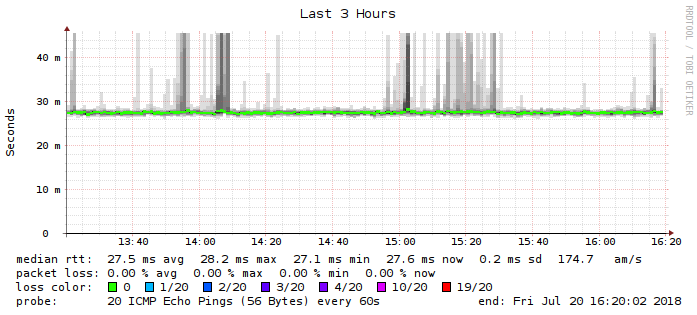 Last 3 Hours
RRDTOOL / TOBI OETIKER
Seconds
40 m
30 m
20 m
10 m
0
13:40 14:00 14:20 14:40 15:00 15:20 15:40 16:00 16:20
median rtt: 27.5 ms avg 28.2 ms max 27.1 ms min 27.6 ms now 0.2 ms sd 174.7 am/s
packet loss: 0.00 % avg 0.00 % max 0.00 % min 0.00 % now
loss color: 0 1/20 2/20 3/20 4/20 10/20 19/20
probe: 20 ICMP Echo Pings (56 Bytes) every 60s end: Fri Jul 20 16:20:02 2018